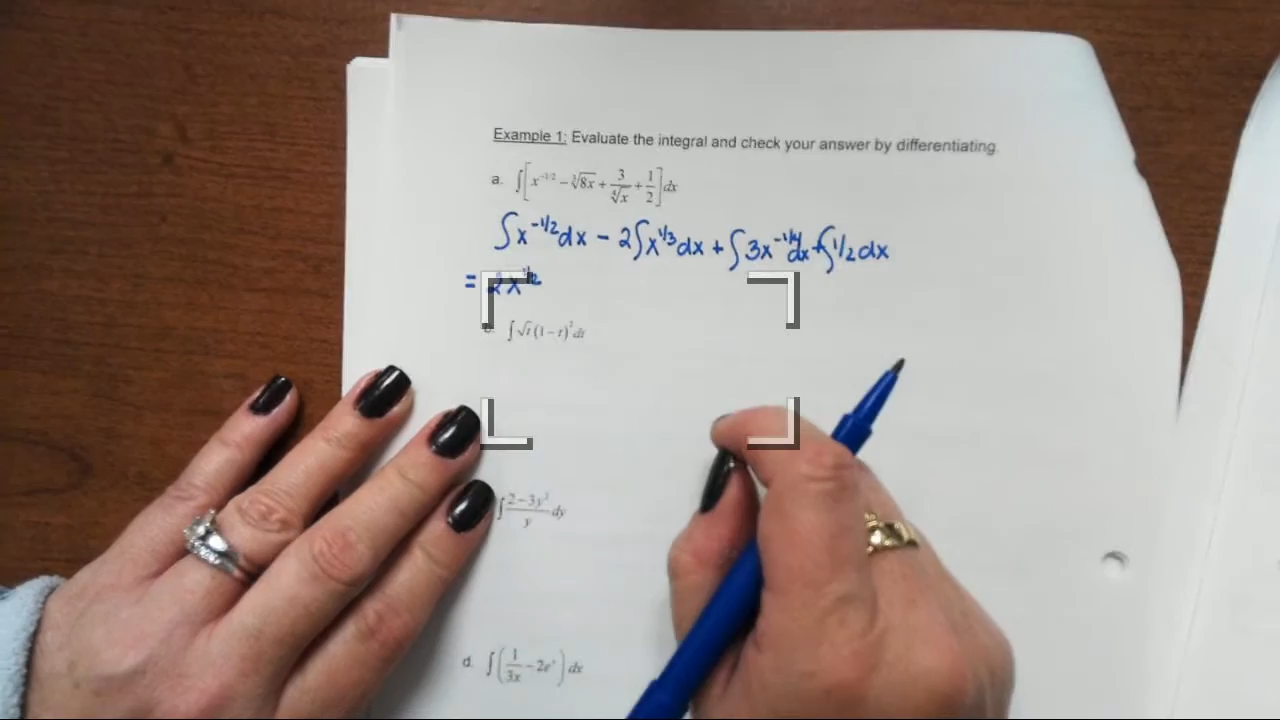 Example 1: Evaluate the integral and check your answer by differentiating.
a. ∫[x^{-1/2} − ∛(8x) + 3/∜x + 1/2]dx
∫x^{-1/2}dx − 2∫x^{1/3}dx + ∫3x^{-1/4}dx + ∫1/2 dx
= 2x^{1/2}
∫√t(1−t)²dt
∫(2−3y²)/y dy
d. ∫(1/(3x) − 2e^x)dx